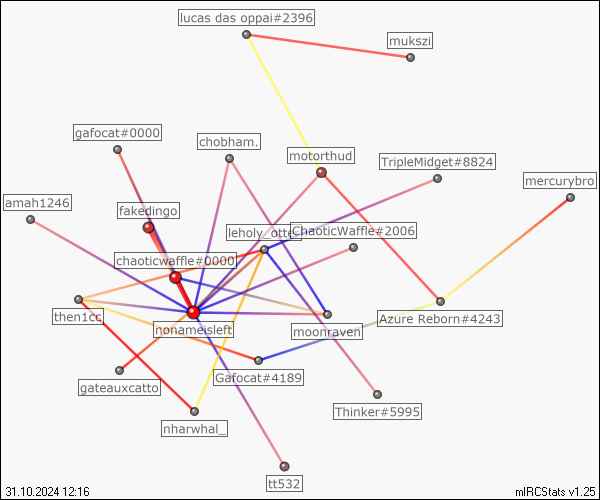 lucas das oppai#2396
mukszi
gafocat#0000
chobham.
motorthud
TripleMidget#8824
mercurybro
amah1246
fakedingo
leholy_otte
ChaoticWaffle#2006
chaoticwaffle#0000
then1cc
nonameisleft
moonraven
Azure Reborn#4243
gateauxcatto
Gafocat#4189
Thinker#5995
nharwhal_
tt532
31.10.2024 12:16
mIRCStats v1.25